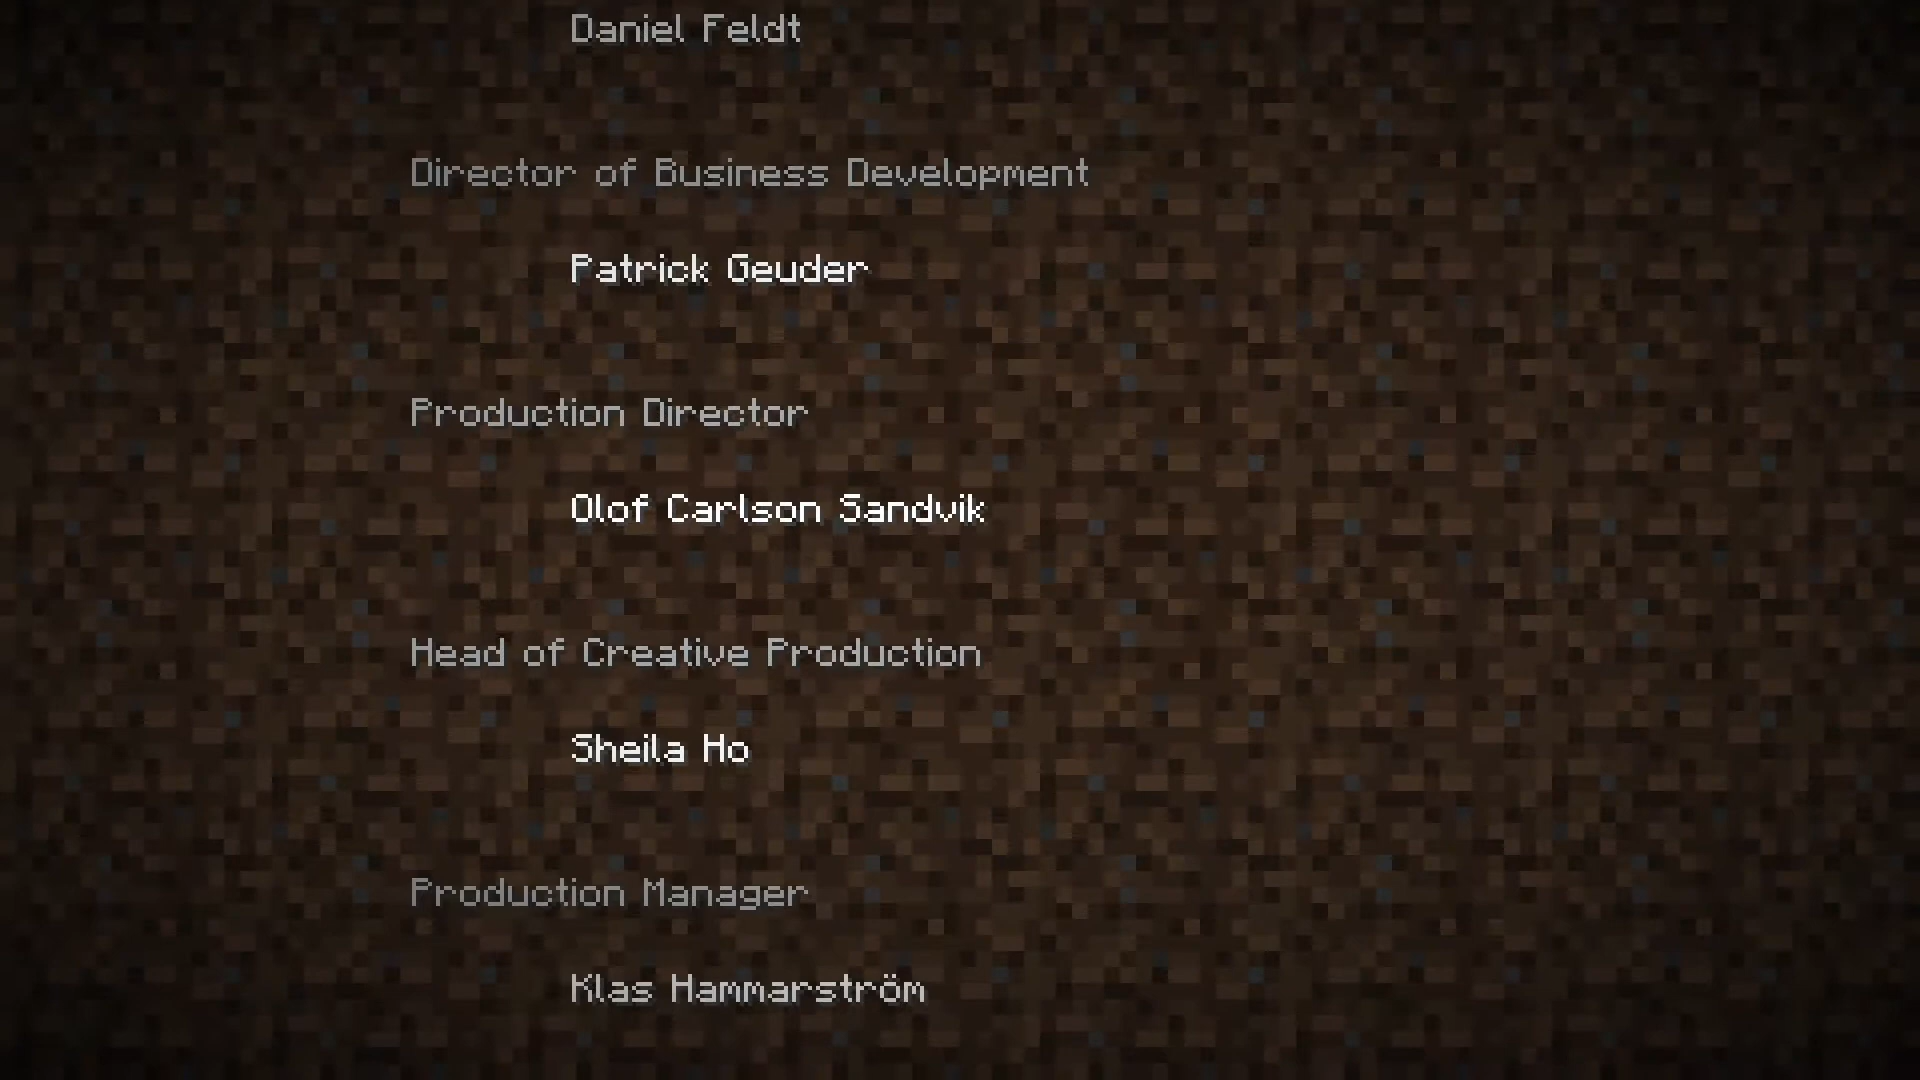 Daniel Feldt
Director of Business Development
Patrick Geuder
Production Director
Olof Carlson Sandvik
Head of Creative Production
Sheila Ho
Production Manager
Klas Hammarström